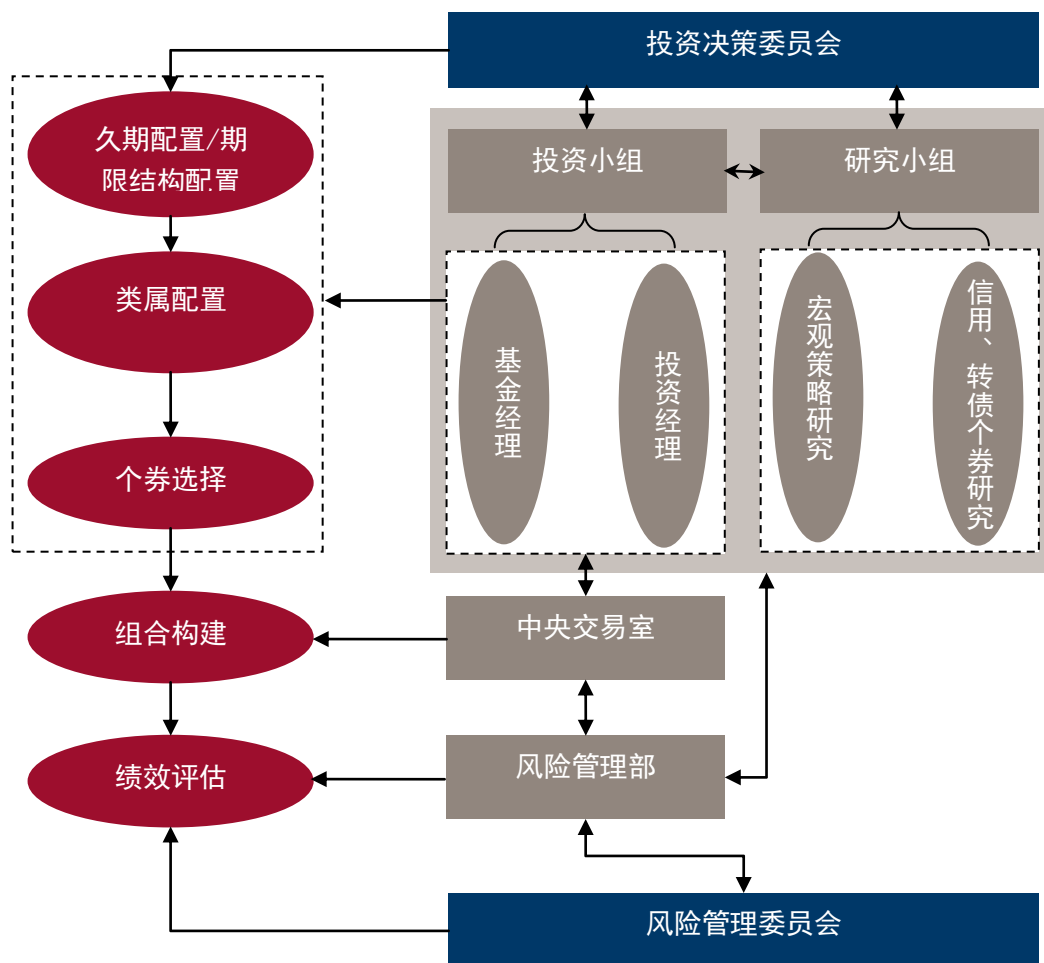 投资决策委员会
久期配置/期
限结构配置
投资小组
研究小组
类属配置
基金经理
投资经理
宏观策略研究
信用、转债个券研究
个券选择
组合构建
中央交易室
绩效评估
风险管理部
风险管理委员会